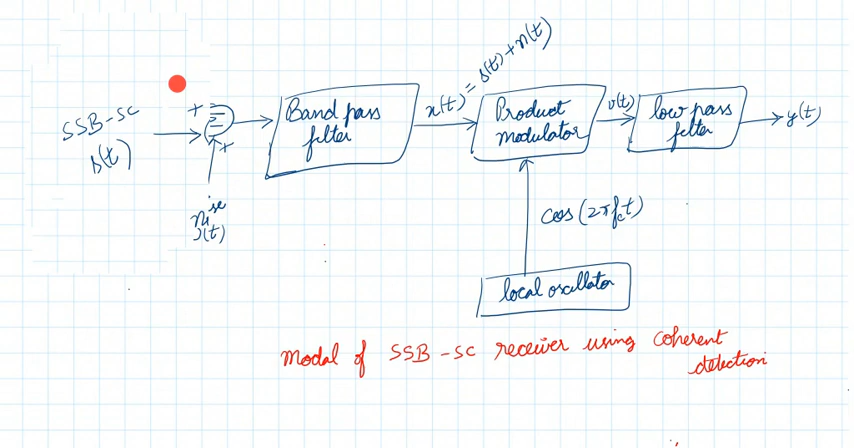 SSB-SC
s(t)
+
+
noise
Band pass
filter
x(t) = s(t)+n(t)
Product
modulator
v(t)
low pass
filter
y(t)
cos(2πfct)
local oscillator
Modal of SSB-SC receiver using coherent
detection